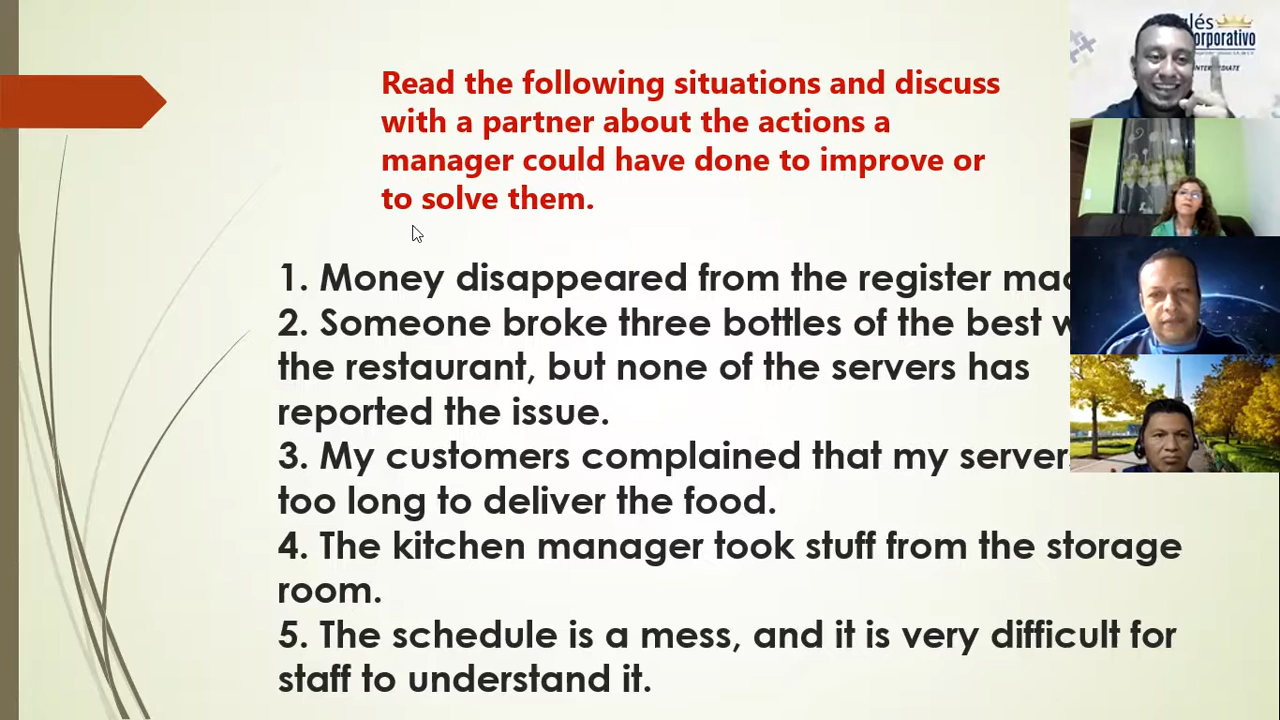 Read the following situations and discuss
with a partner about the actions a
manager could have done to improve or
to solve them.
1. Money disappeared from the register
2. Someone broke three bottles of the best
the restaurant, but none of the servers has
reported the issue.
3. My customers complained that my
too long to deliver the food.
4. The kitchen manager took stuff from the storage
room.
5. The schedule is a mess, and it is very difficult for
staff to understand it.